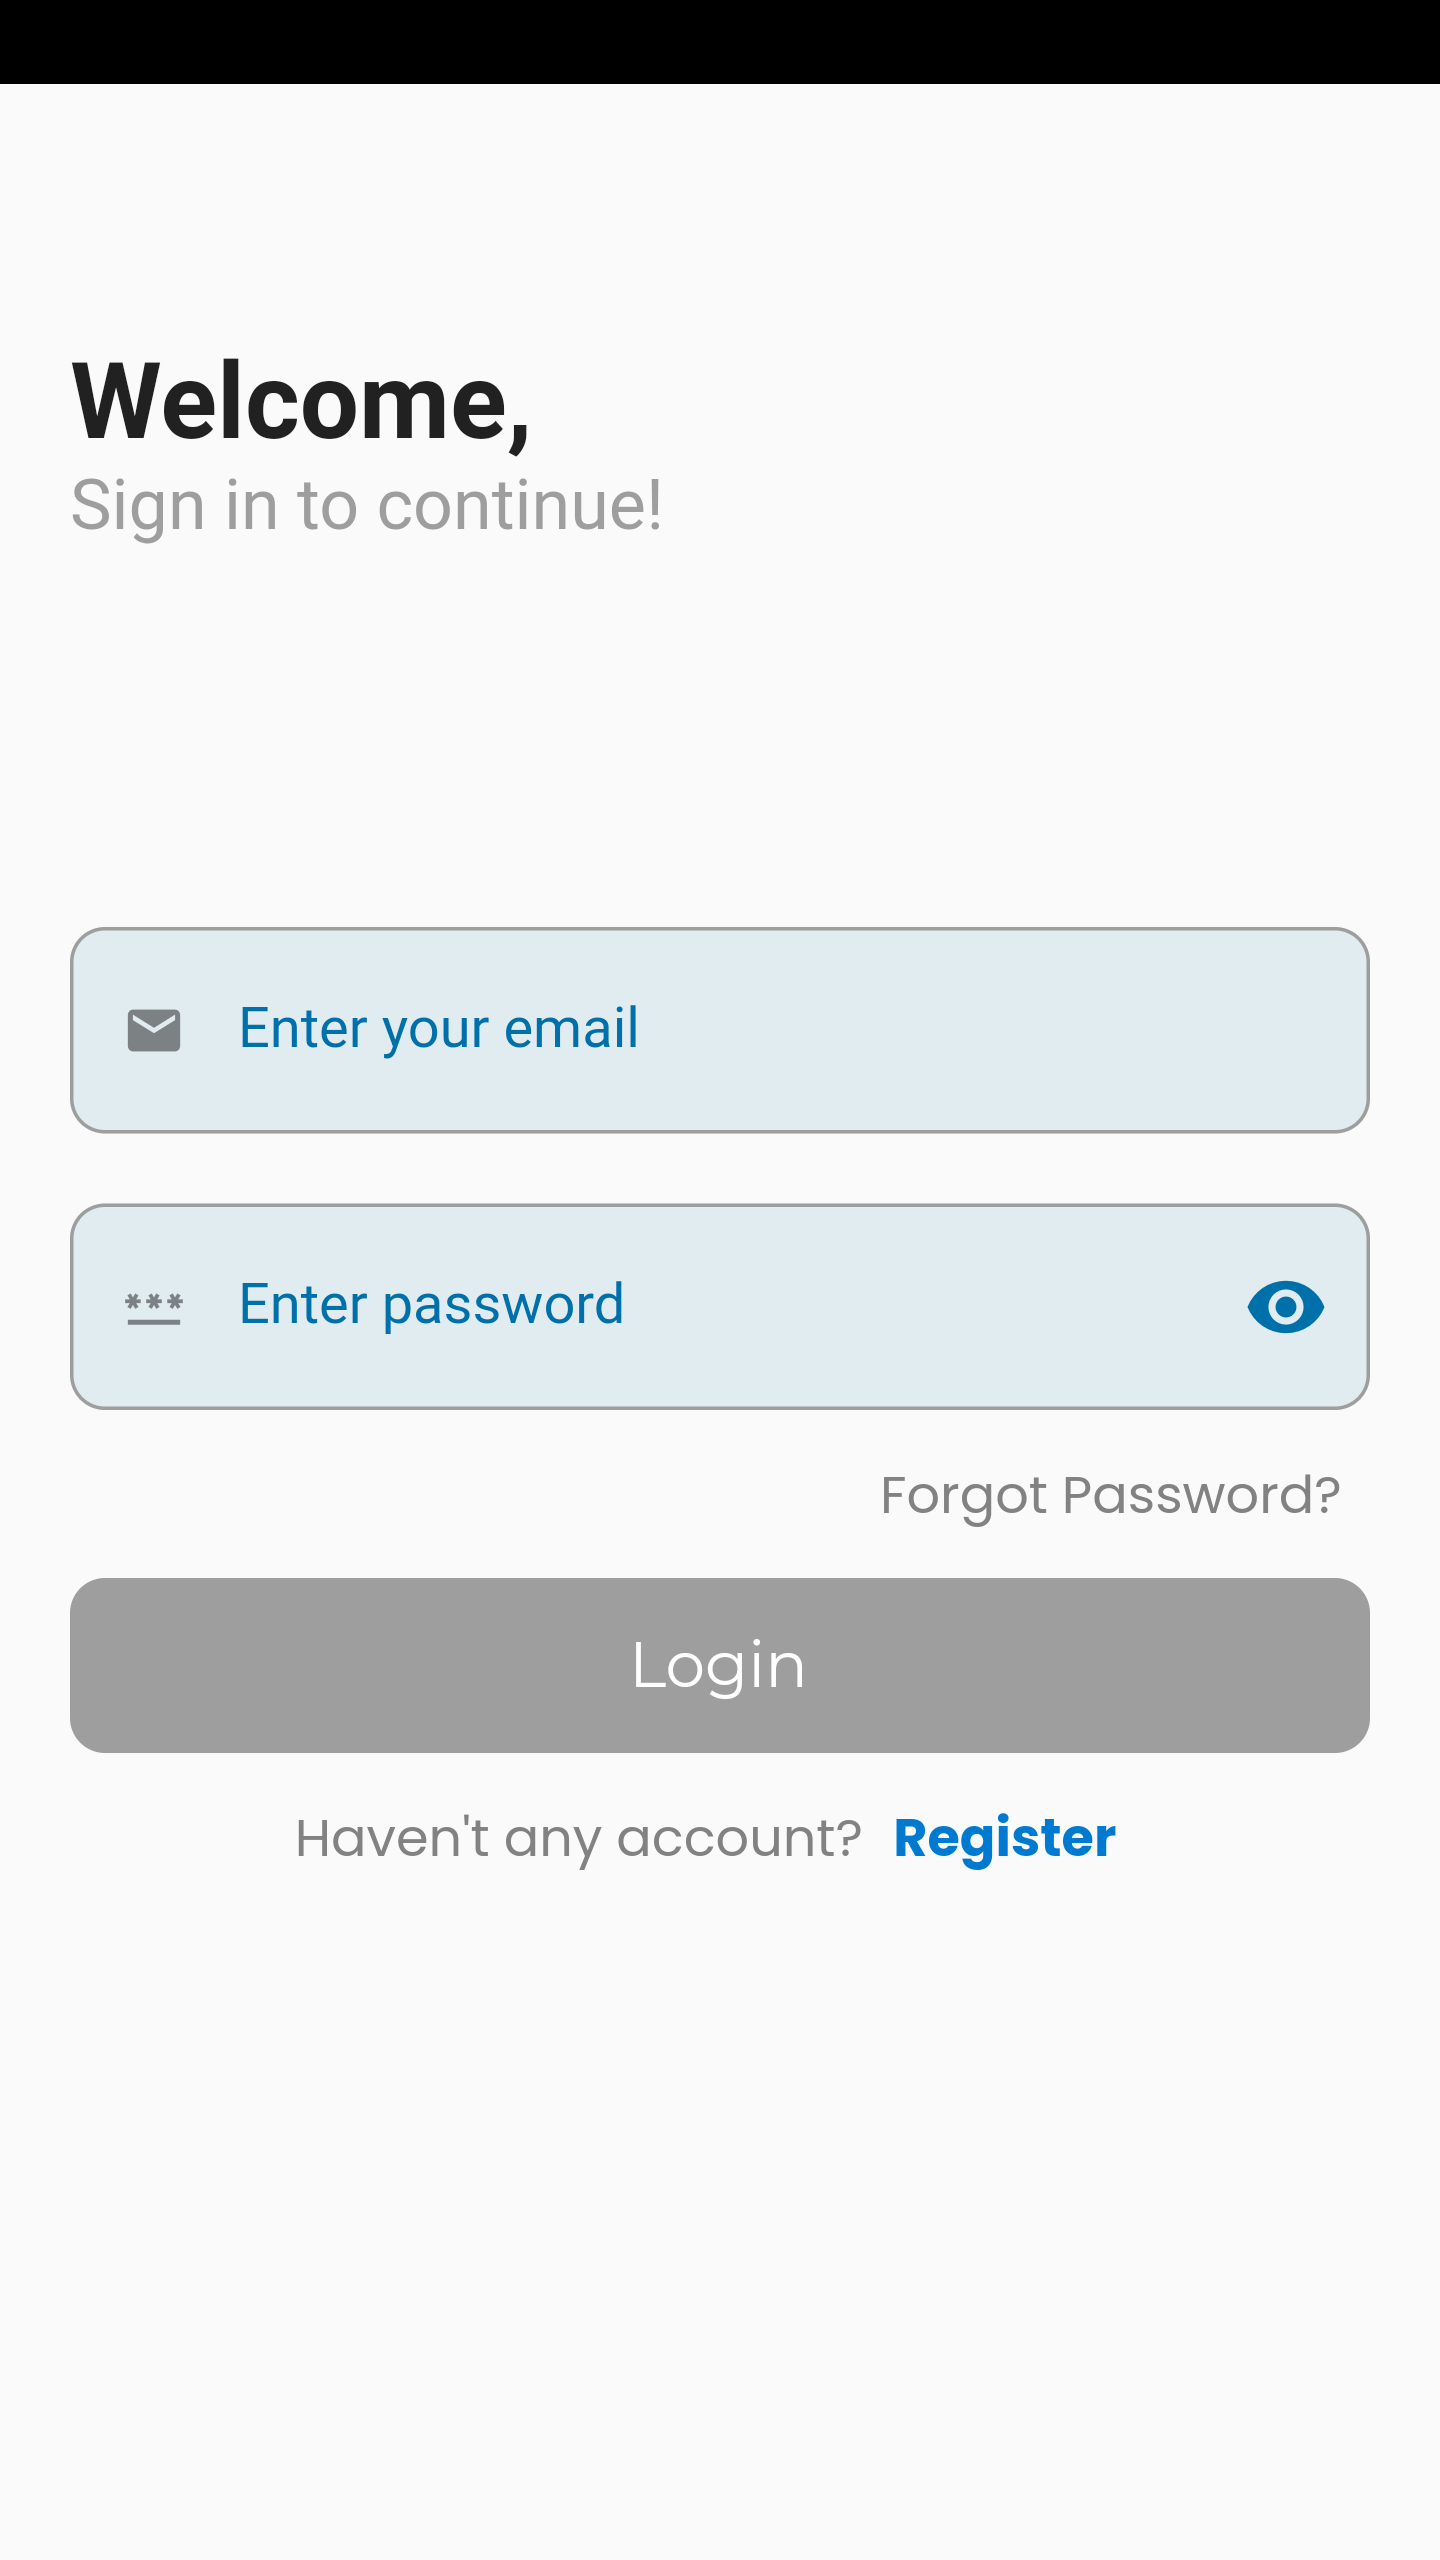 Welcome,
Sign in to continue!
Enter your email
Enter password
Forgot Password?
Login
Haven't any account? Register